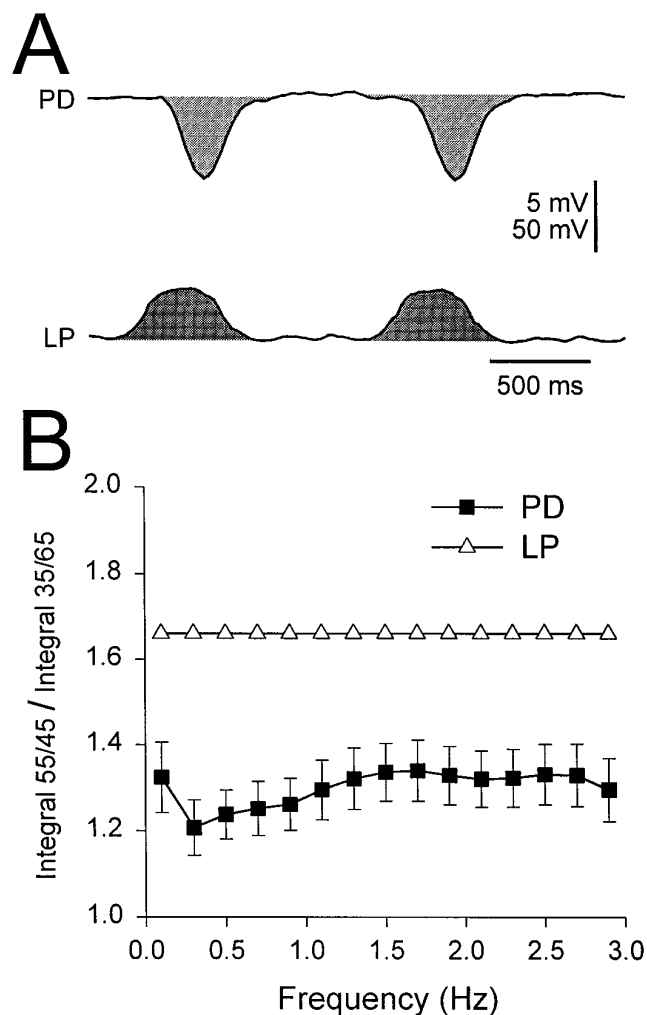 A
PD
5 mV
50 mV
LP
500 ms
B
Integral 55/45 / Integral 35/65
2.0
1.8
1.6
1.4
1.2
1.0
PD
LP
0.0 0.5 1.0 1.5 2.0 2.5 3.0
Frequency (Hz)